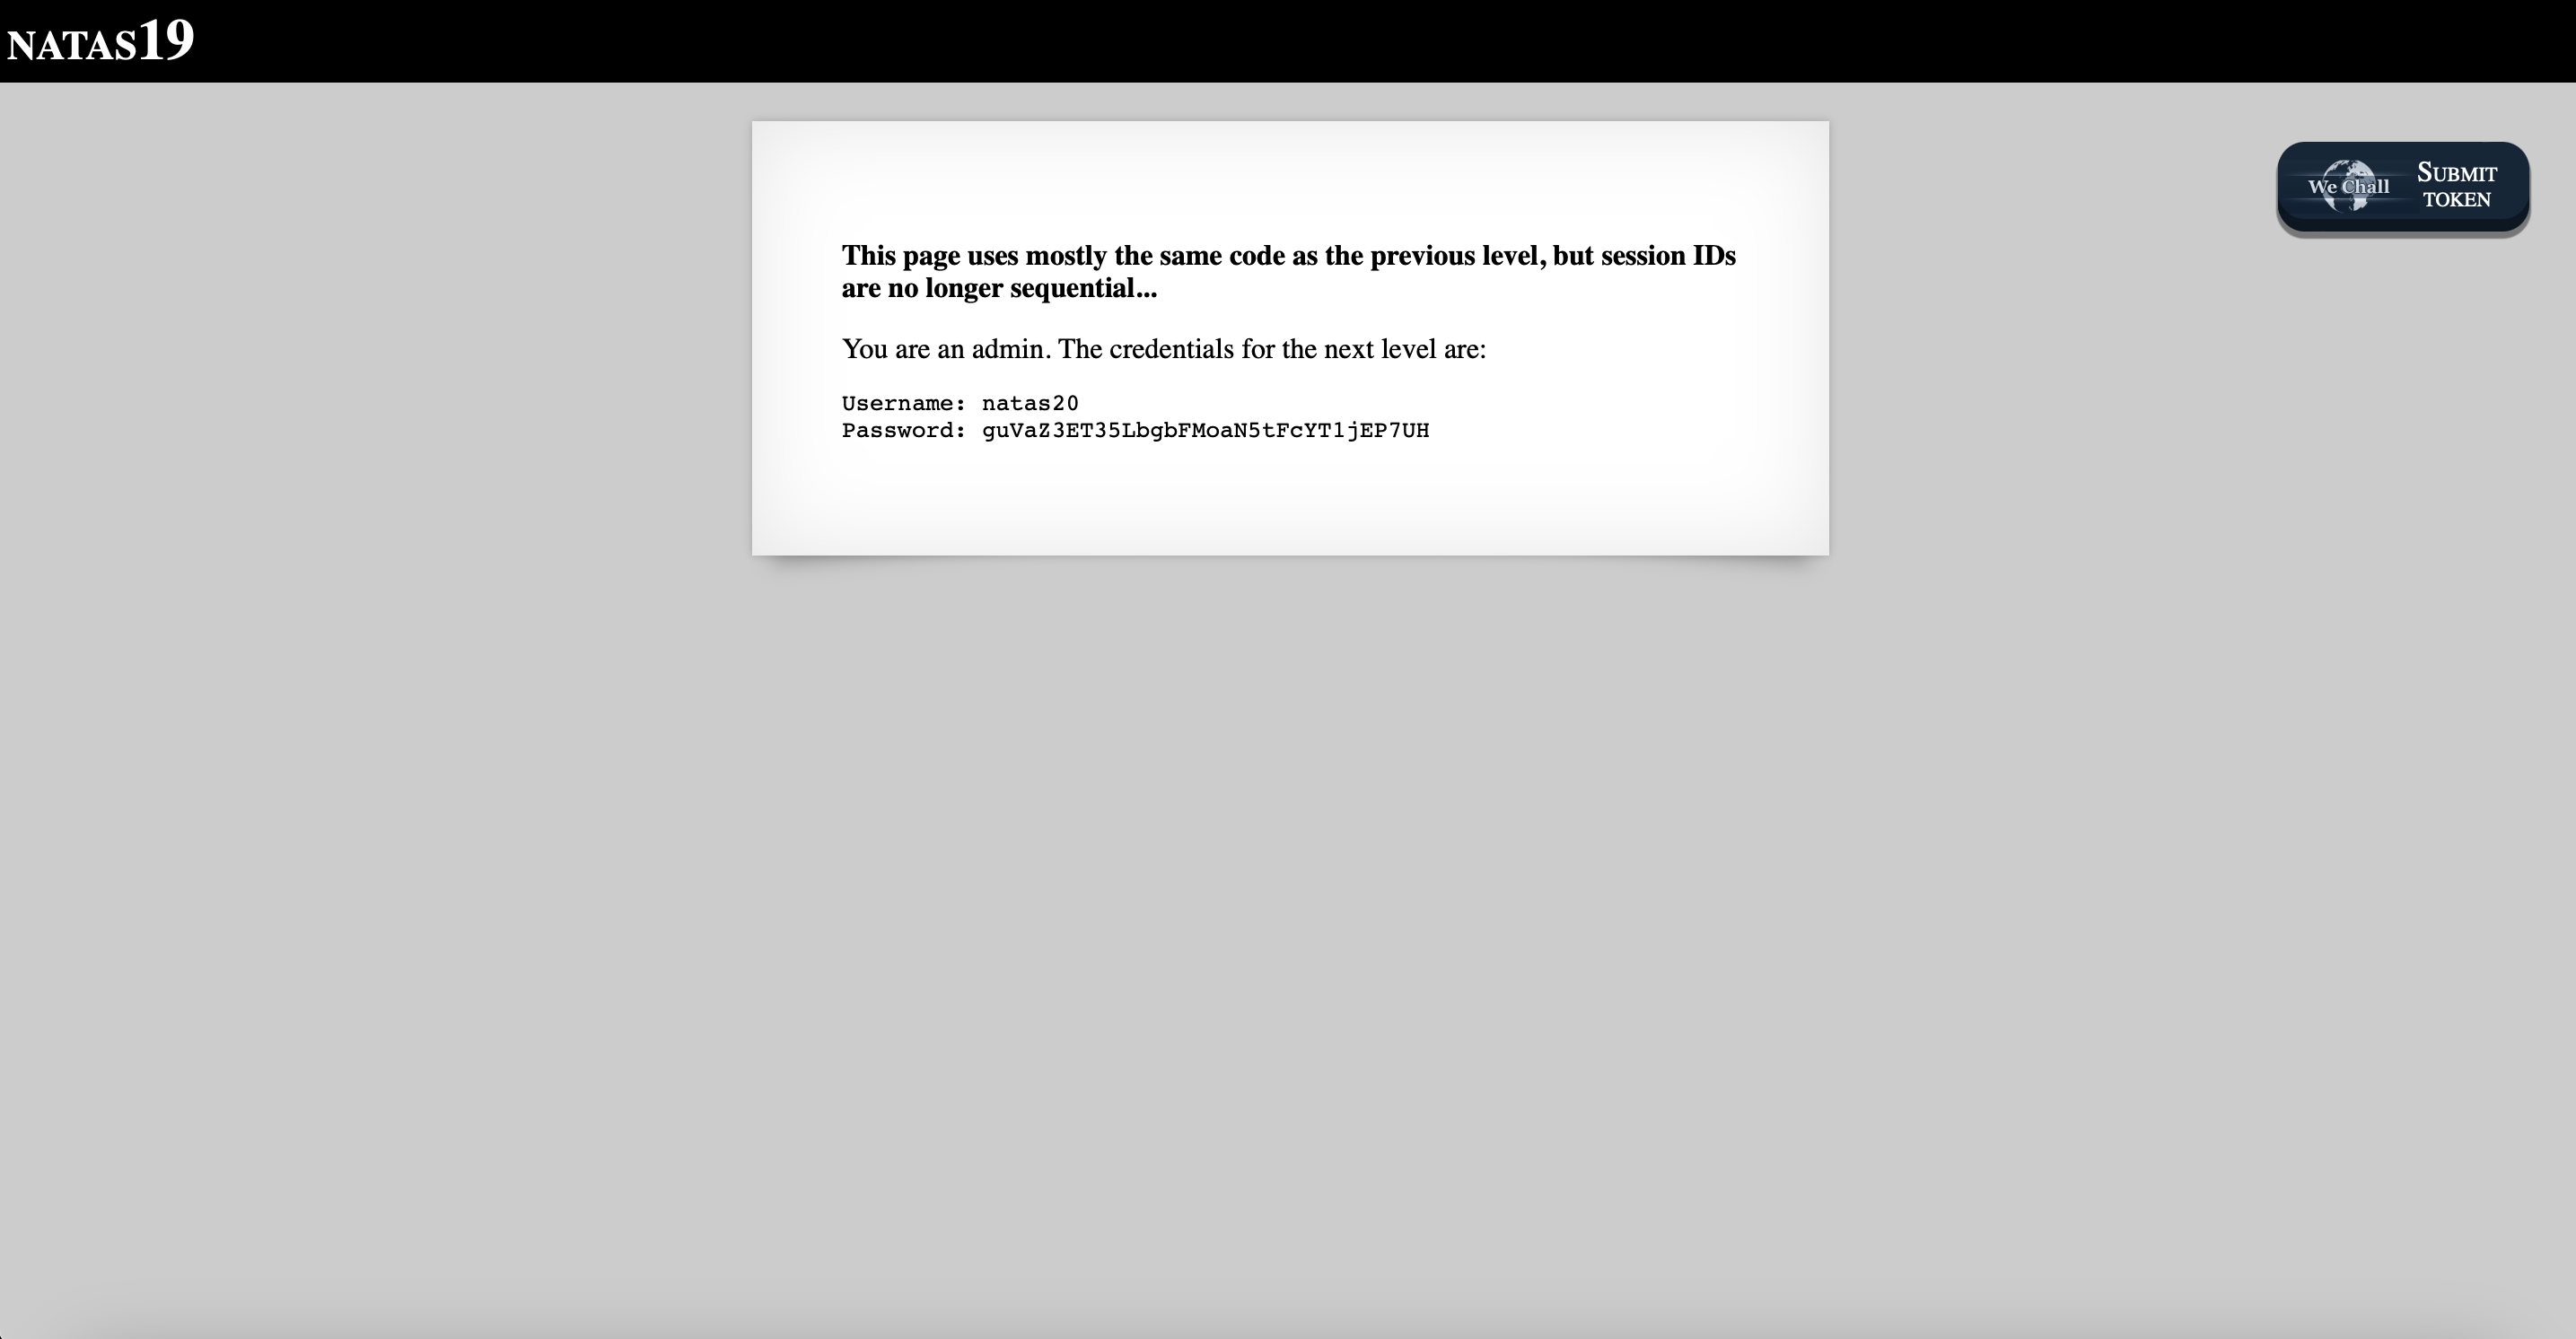 NATAS19
We Chall
SUBMIT
TOKEN
This page uses mostly the same code as the previous level, but session IDs
are no longer sequential...
You are an admin. The credentials for the next level are:
Username: natas20
Password: guVaZ3ET35LbgbFMoaN5tFcYT1jEP7UH